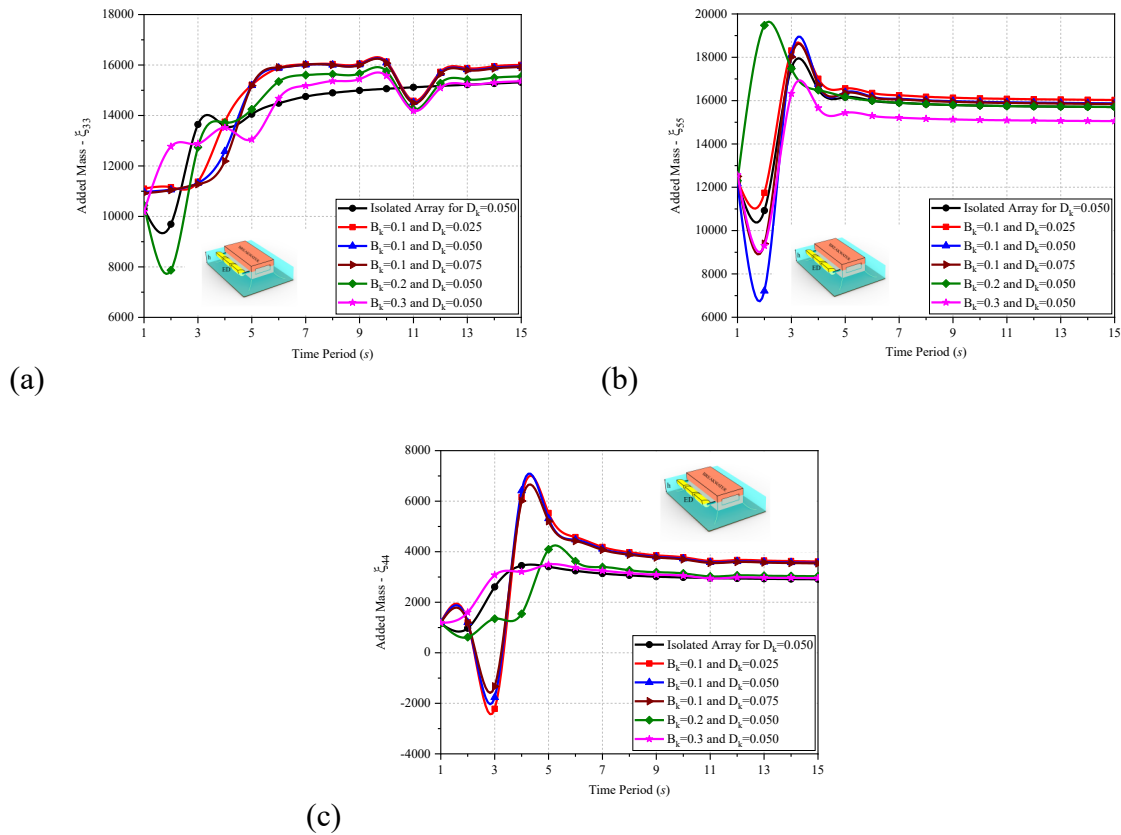 16000
14000
12000
10000
8000
6000
Added Mass - ξ33
1 3 5 7 9 11 13 15
Time Period (s)
Isolated Array for Dk=0.050
Bk=0.1 and Dk=0.025
Bk=0.1 and Dk=0.050
Bk=0.1 and Dk=0.075
Bk=0.2 and Dk=0.050
Bk=0.3 and Dk=0.050
h
ED
BREAKWATER
(a)
20000
18000
16000
14000
12000
10000
8000
6000
Added Mass - ξ55
1 3 5 7 9 11 13 15
Time Period (s)
Isolated Array for Dk=0.050
Bk=0.1 and Dk=0.025
Bk=0.1 and Dk=0.050
Bk=0.1 and Dk=0.075
Bk=0.2 and Dk=0.050
Bk=0.3 and Dk=0.050
h
ED
BREAKWATER
(b)
8000
6000
4000
2000
0
-2000
-4000
Added Mass - ξ44
1 3 5 7 9 11 13 15
Time Period (s)
Isolated Array for Dk=0.050
Bk=0.1 and Dk=0.025
Bk=0.1 and Dk=0.050
Bk=0.1 and Dk=0.075
Bk=0.2 and Dk=0.050
Bk=0.3 and Dk=0.050
h
ED
BREAKWATER
(c)